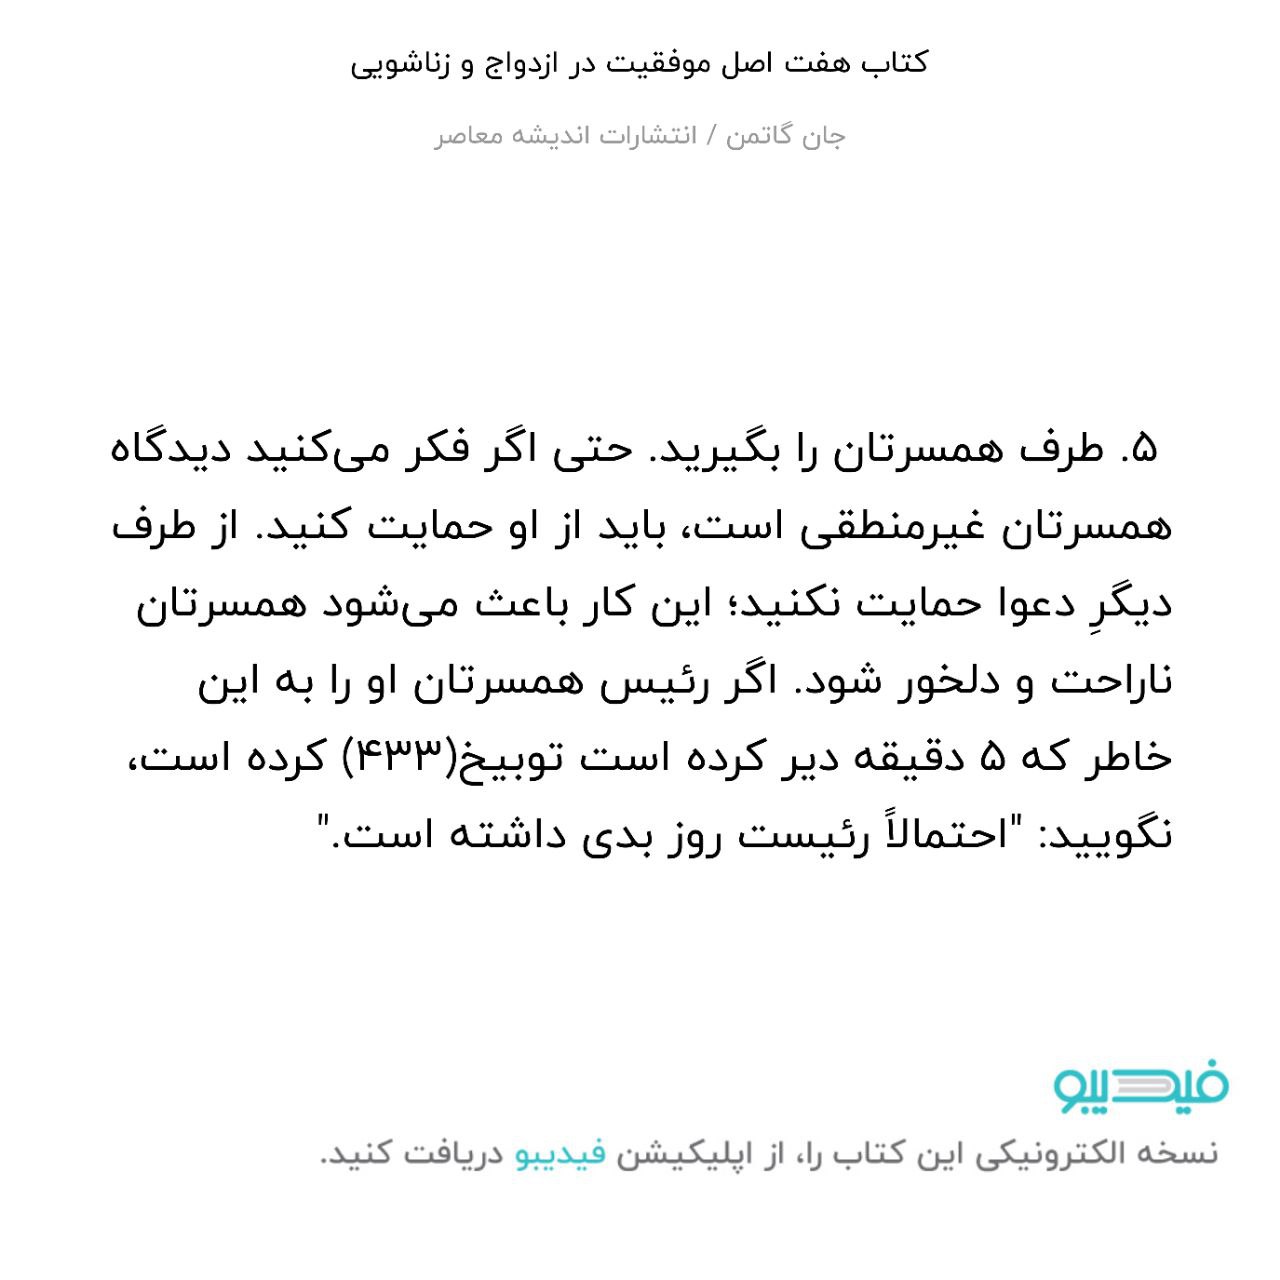 کتاب هفت اصل موفقیت در ازدواج و زناشویی
جان گاتمن / انتشارات اندیشه معاصر
۵. طرف همسرتان را بگیرید. حتی اگر فکر می‌کنید دیدگاه
همسرتان غیرمنطقی است، باید از او حمایت کنید. از طرف
دیگرِ دعوا حمایت نکنید؛ این کار باعث می‌شود همسرتان
ناراحت و دلخور شود. اگر رئیس همسرتان او را به این
خاطر که ۵ دقیقه دیر کرده است توبیخ(۴۳۳) کرده است،
نگویید: "احتمالاً رئیست روز بدی داشته است."
فیدیبو
نسخه الکترونیکی این کتاب را، از اپلیکیشن فیدیبو دریافت کنید.